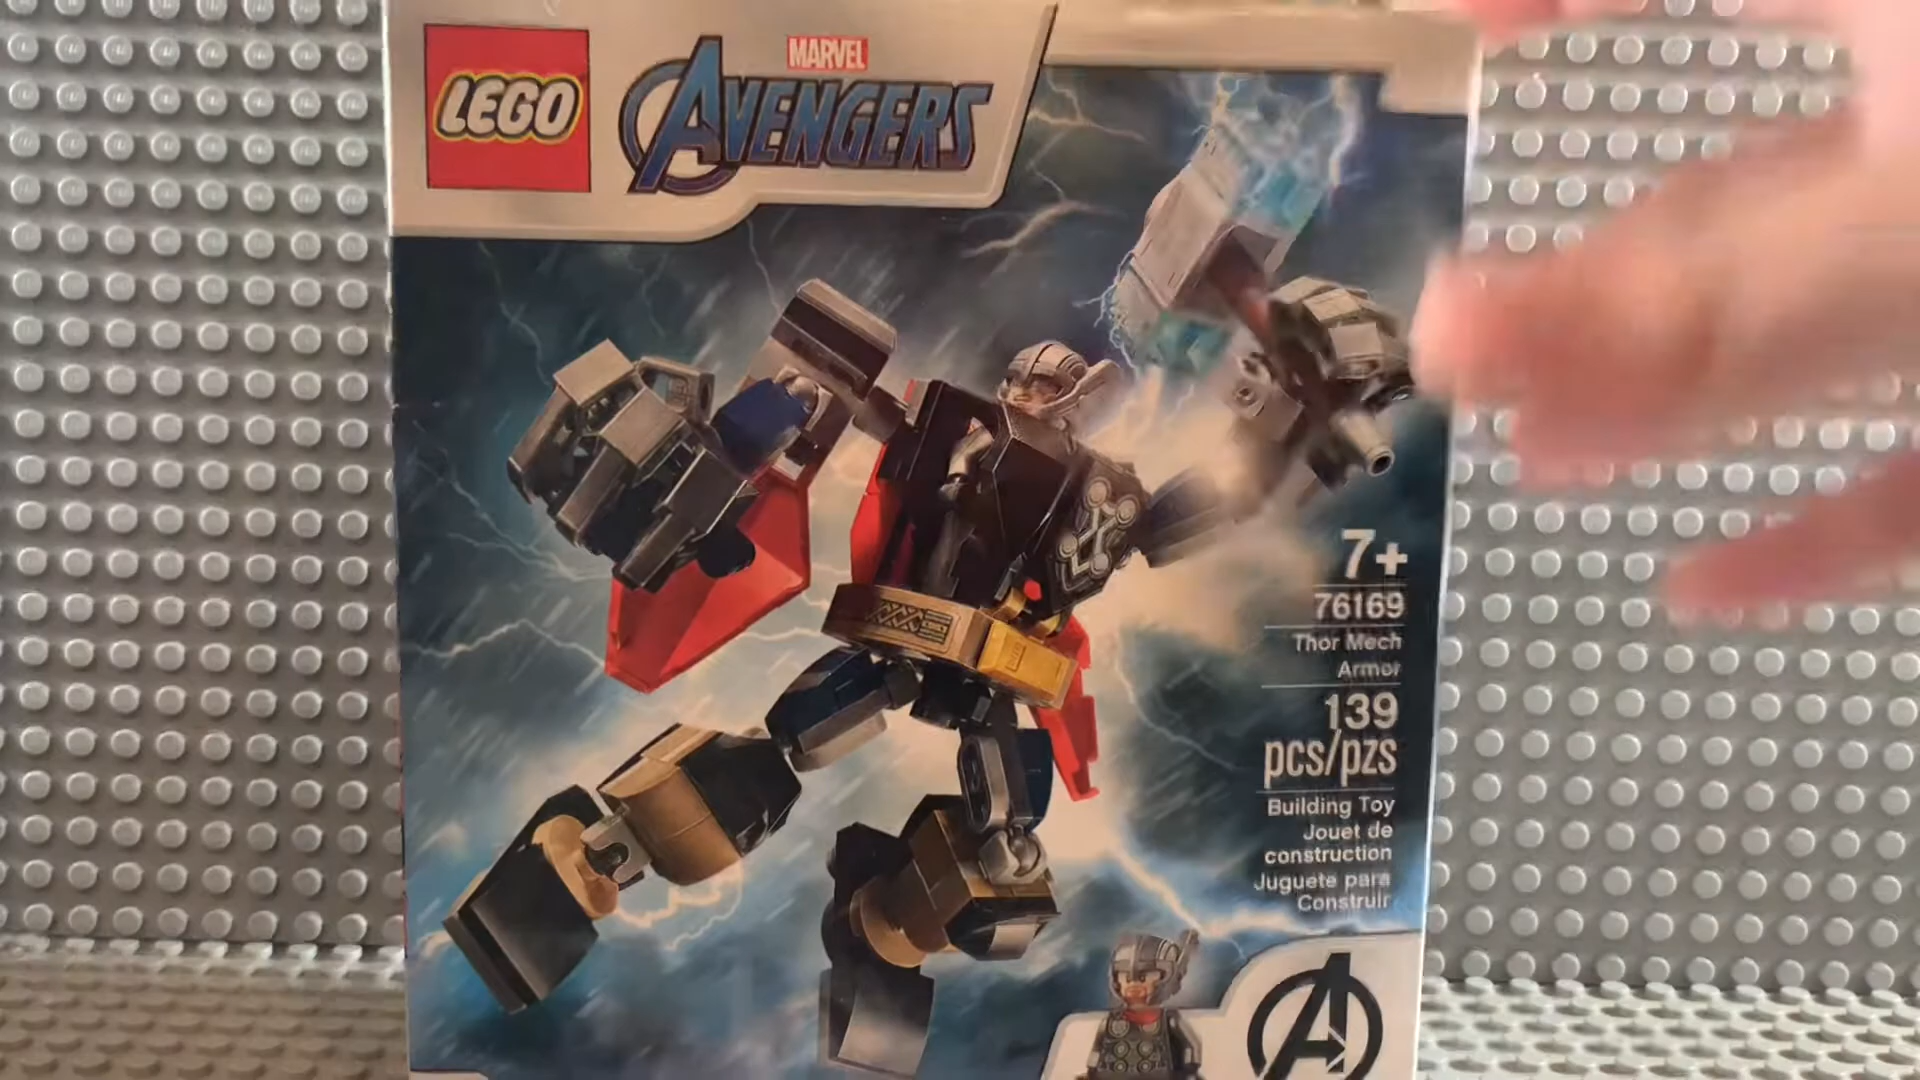 LEGO
MARVEL
AVENGERS
7+
76169
Thor Mech
Armor
139
pcs/pzs
Building Toy
Jouet de
construction
Juguete para
Construir